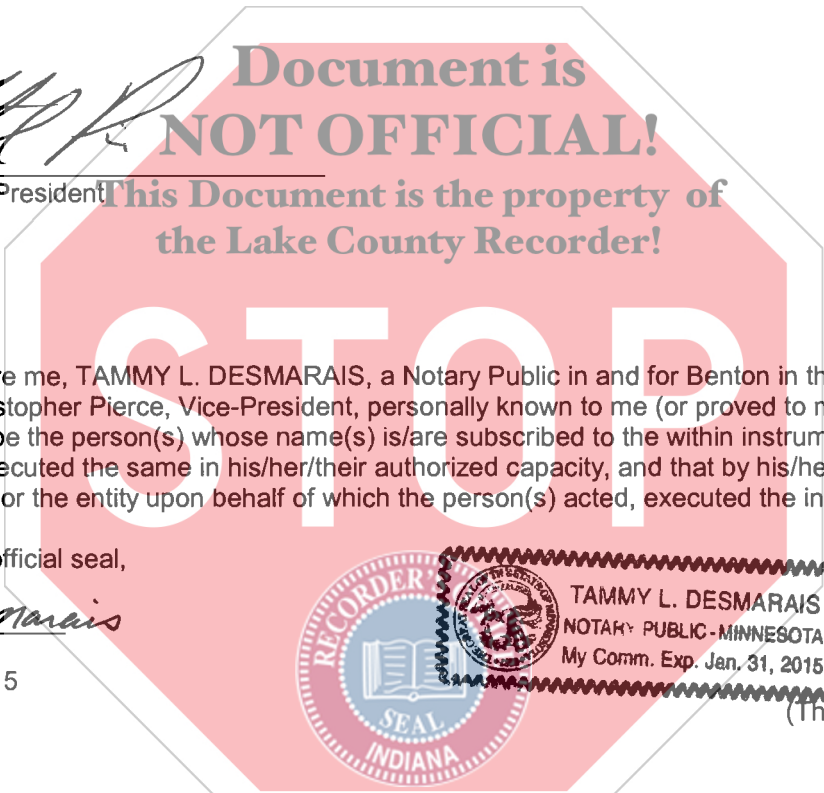 Document is
NOT OFFICIAL!
President
This Document is the property of
the Lake County Recorder!
STOP
re me, TAMMY L. DESMARAIS, a Notary Public in and for Benton in th
stopher Pierce, Vice-President, personally known to me (or proved to m
be the person(s) whose name(s) is/are subscribed to the within instrum
ecuted the same in his/her/their authorized capacity, and that by his/he
or the entity upon behalf of which the person(s) acted, executed the in
official seal,
marais
5
RECORDER'S
SEAL
INDIANA
TAMMY L. DESMARAIS
NOTARY PUBLIC-MINNESOTA
My Comm. Exp. Jan. 31, 2015
(Th